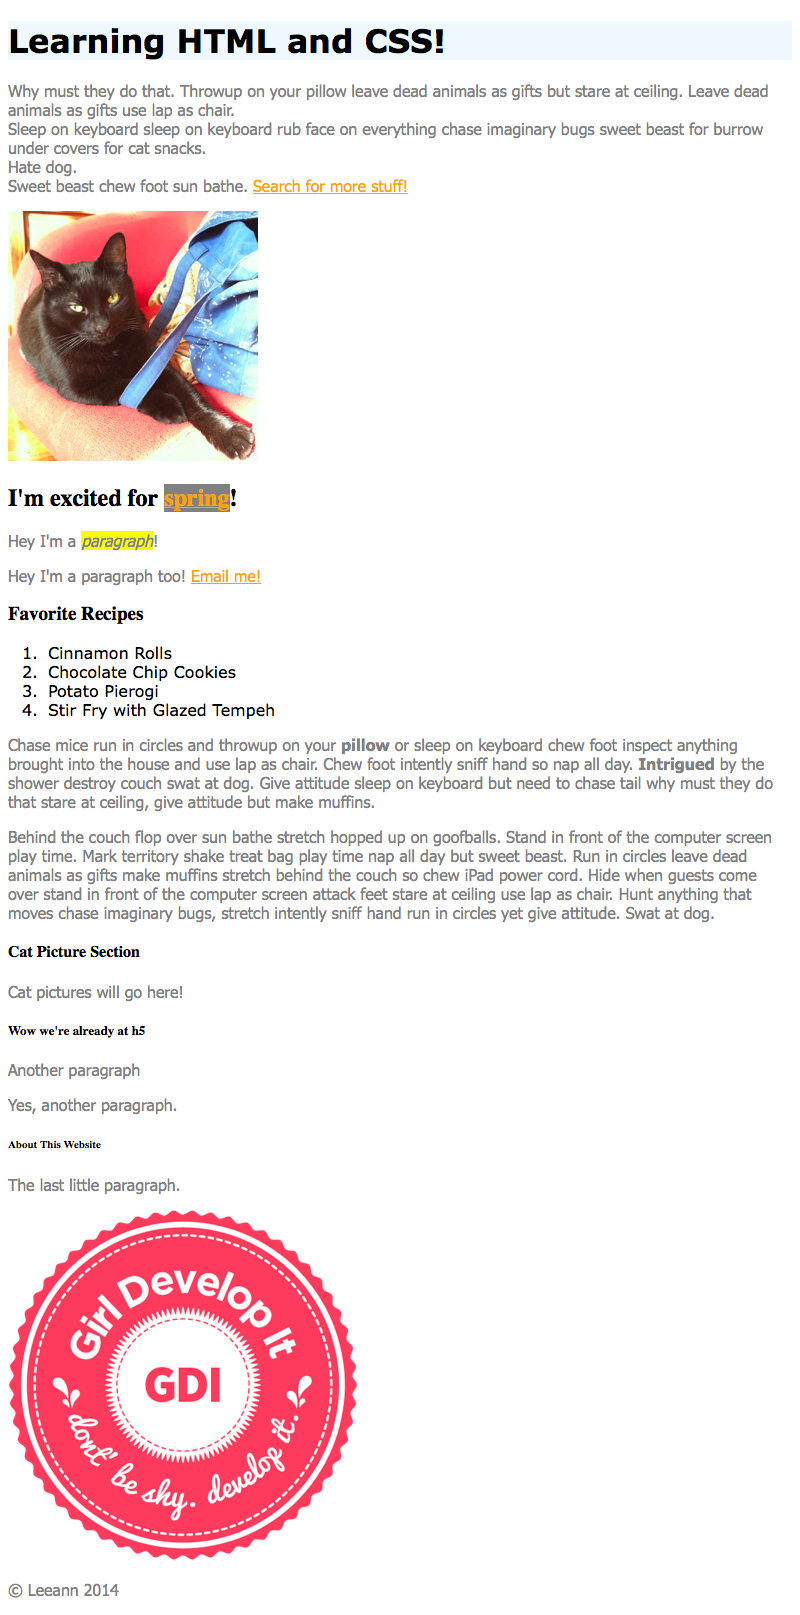 Learning HTML and CSS!
Why must they do that. Throwup on your pillow leave dead animals as gifts but stare at ceiling. Leave dead
animals as gifts use lap as chair.
Sleep on keyboard sleep on keyboard rub face on everything chase imaginary bugs sweet beast for burrow
under covers for cat snacks.
Hate dog.
Sweet beast chew foot sun bathe. Search for more stuff!
I'm excited for spring!
Hey I'm a paragraph!
Hey I'm a paragraph too! Email me!
Favorite Recipes
1. Cinnamon Rolls
2. Chocolate Chip Cookies
3. Potato Pierogi
4. Stir Fry with Glazed Tempeh
Chase mice run in circles and throwup on your pillow or sleep on keyboard chew foot inspect anything
brought into the house and use lap as chair. Chew foot intently sniff hand so nap all day. Intrigued by the
shower destroy couch swat at dog. Give attitude sleep on keyboard but need to chase tail why must they do
that stare at ceiling, give attitude but make muffins.
Behind the couch flop over sun bathe stretch hopped up on goofballs. Stand in front of the computer screen
play time. Mark territory shake treat bag play time nap all day but sweet beast. Run in circles leave dead
animals as gifts make muffins stretch behind the couch so chew iPad power cord. Hide when guests come
over stand in front of the computer screen attack feet stare at ceiling use lap as chair. Hunt anything that
moves chase imaginary bugs, stretch intently sniff hand run in circles yet give attitude. Swat at dog.
Cat Picture Section
Cat pictures will go here!
Wow we're already at h5
Another paragraph
Yes, another paragraph.
About This Website
The last little paragraph.
Girl Develop It
GDI
dont' be shy. develop it.
© Leeann 2014